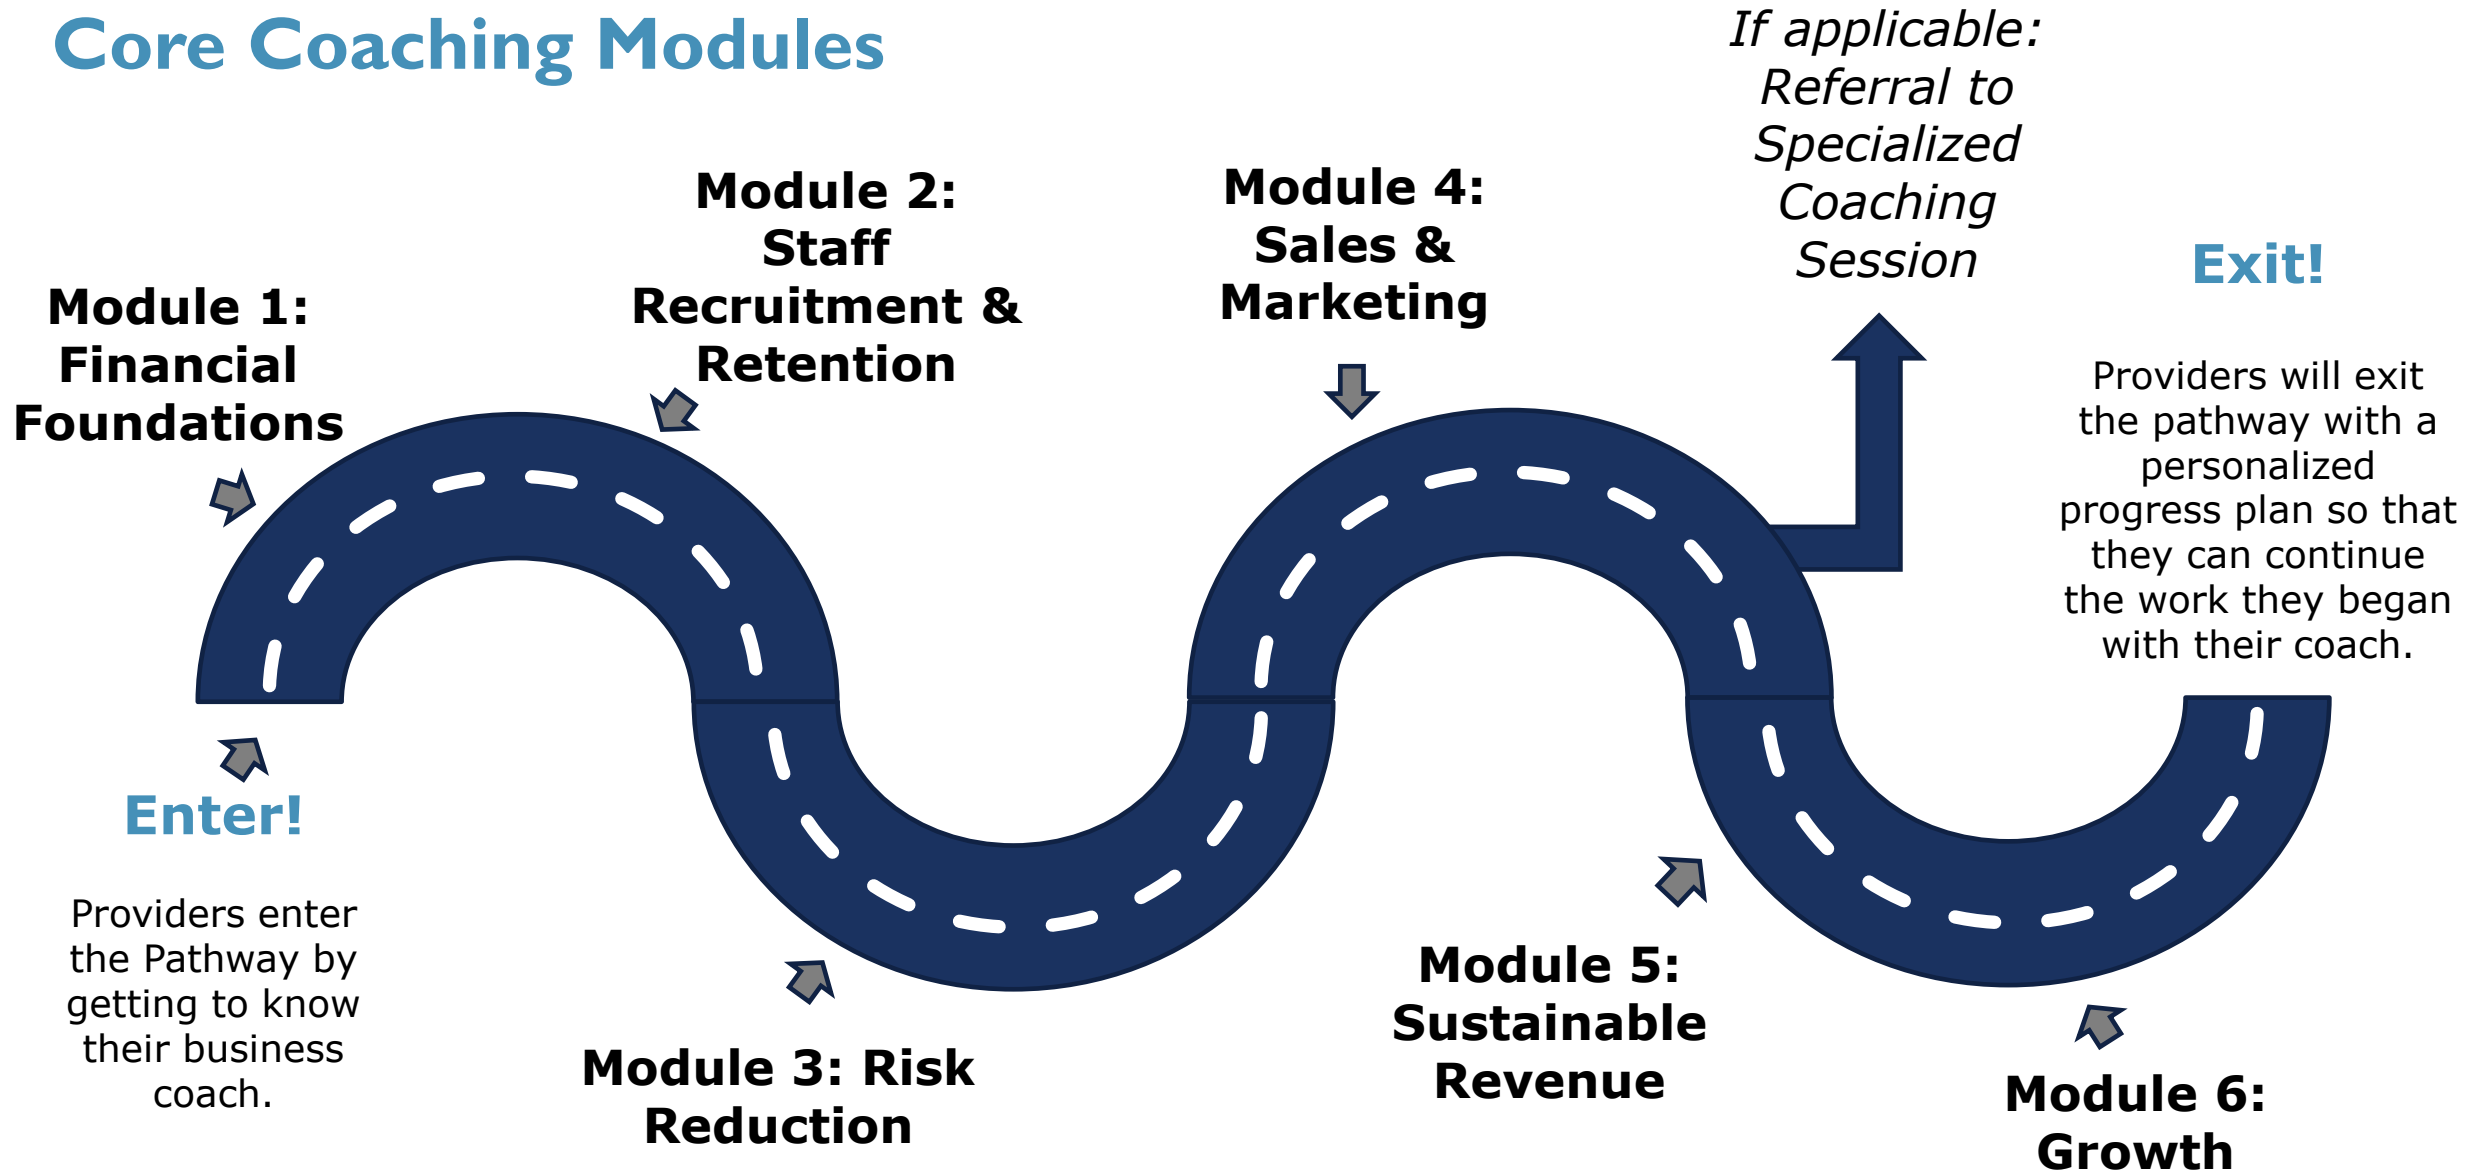 Core Coaching Modules
Enter!
Providers enter
the Pathway by
getting to know
their business
coach.
Module 1:
Financial
Foundations
Module 2:
Staff
Recruitment &
Retention
Module 3: Risk
Reduction
Module 4:
Sales &
Marketing
If applicable:
Referral to
Specialized
Coaching
Session
Module 5:
Sustainable
Revenue
Module 6:
Growth
Exit!
Providers will exit
the pathway with a
personalized
progress plan so that
they can continue
the work they began
with their coach.